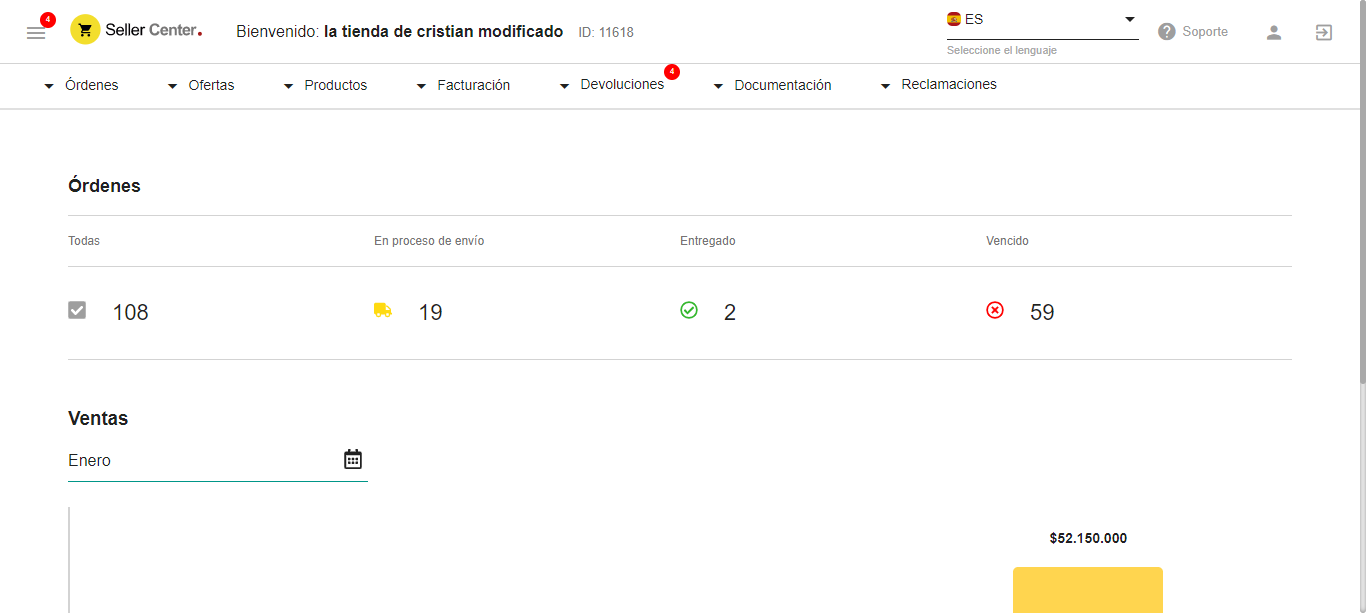 4
Seller Center.
Bienvenido: la tienda de cristian modificado ID: 11618
ES
Seleccione el lenguaje
Soporte
Órdenes
Ofertas
Productos
Facturación
Devoluciones
4
Documentación
Reclamaciones
Órdenes
Todas
En proceso de envío
Entregado
Vencido
108
19
2
59
Ventas
Enero
$52.150.000